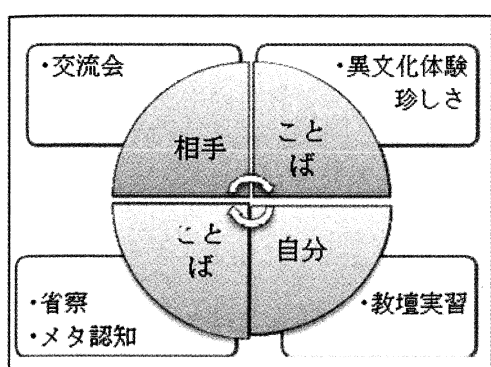 ・交流会
・異文化体験
珍しさ
相手
こと
ば
こと
ば
自分
・省察
・メタ認知
・教壇実習